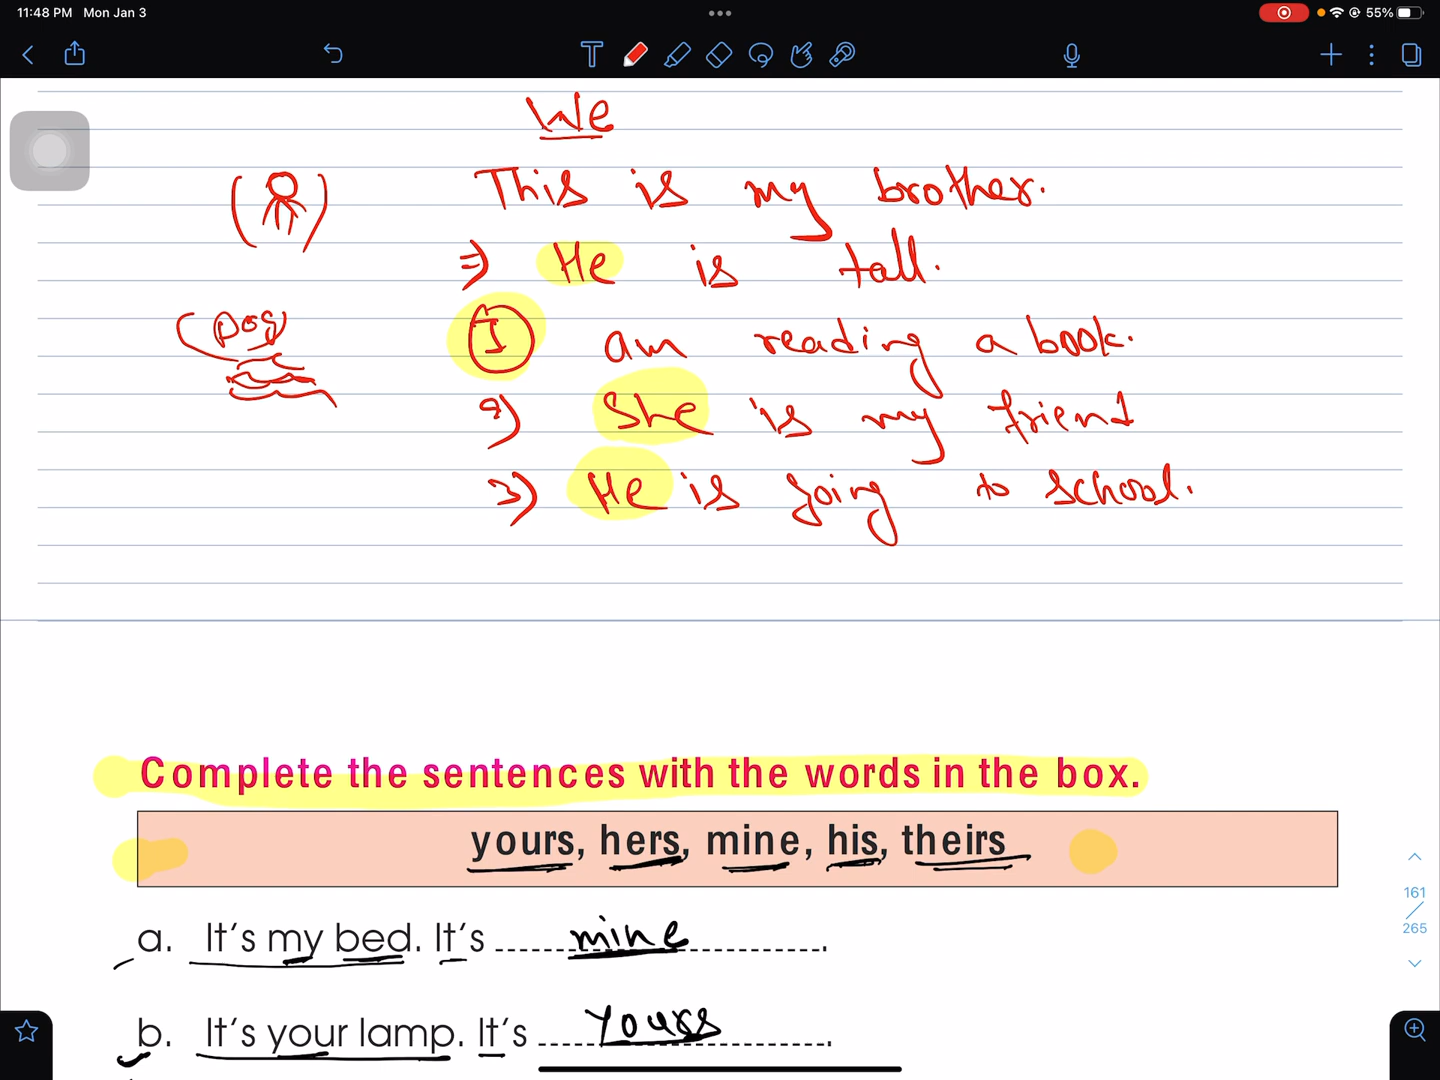 11:48 PM Mon Jan 3
55%
We
This is my brother.
⇒ He is tall.
(Dog)
I am reading a book.
2) She is my friend
3) He is going to school.
Complete the sentences with the words in the box.
yours, hers, mine, his, theirs
161
265
a. It's my bed. It's mine.
b. It's your lamp. It's yours.